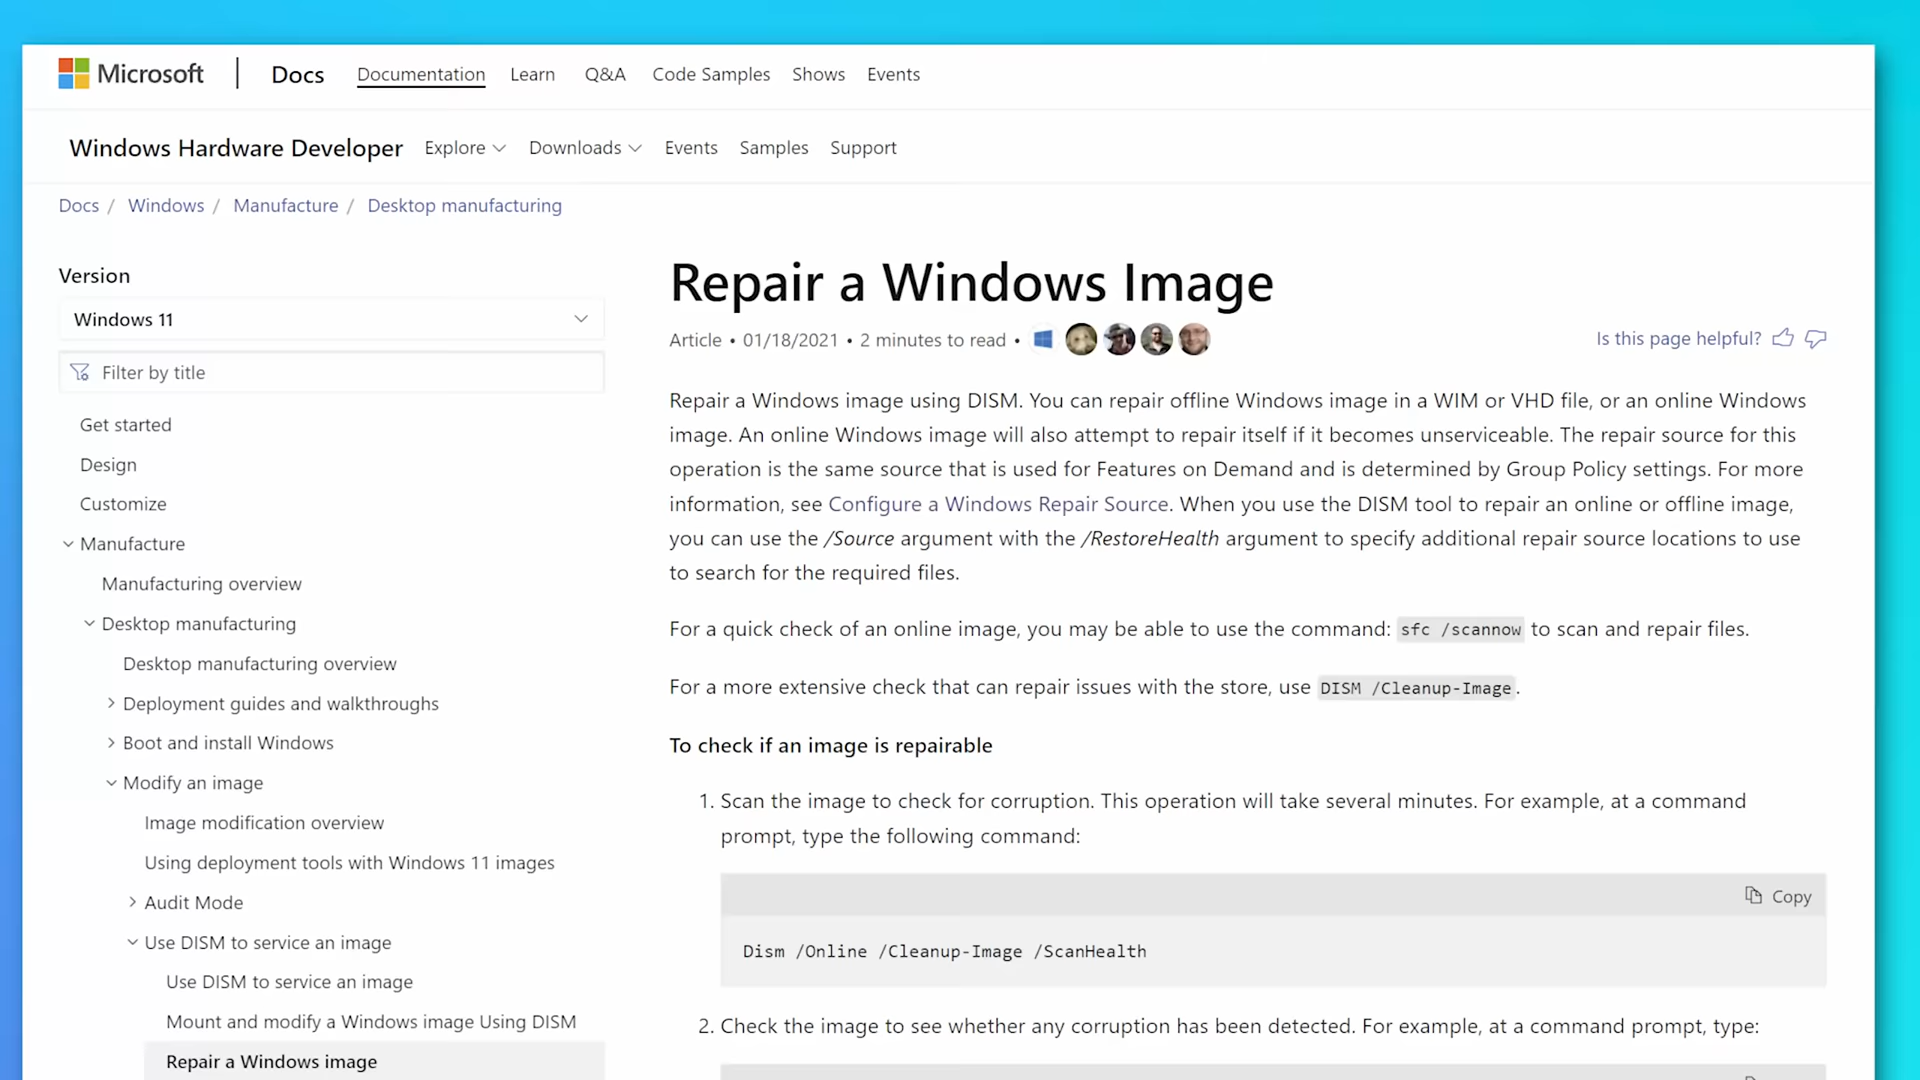 Microsoft | Docs Documentation Learn Q&A Code Samples Shows Events
Windows Hardware Developer Explore Downloads Events Samples Support
Docs / Windows / Manufacture / Desktop manufacturing
Version
Windows 11
Filter by title
Get started
Design
Customize
Manufacture
Manufacturing overview
Desktop manufacturing
Desktop manufacturing overview
Deployment guides and walkthroughs
Boot and install Windows
Modify an image
Image modification overview
Using deployment tools with Windows 11 images
Audit Mode
Use DISM to service an image
Use DISM to service an image
Mount and modify a Windows image Using DISM
Repair a Windows image
Repair a Windows Image
Article • 01/18/2021 • 2 minutes to read •
Is this page helpful?
Repair a Windows image using DISM. You can repair offline Windows image in a WIM or VHD file, or an online Windows
image. An online Windows image will also attempt to repair itself if it becomes unserviceable. The repair source for this
operation is the same source that is used for Features on Demand and is determined by Group Policy settings. For more
information, see Configure a Windows Repair Source. When you use the DISM tool to repair an online or offline image,
you can use the /Source argument with the /RestoreHealth argument to specify additional repair source locations to use
to search for the required files.
For a quick check of an online image, you may be able to use the command: sfc /scannow to scan and repair files.
For a more extensive check that can repair issues with the store, use DISM /Cleanup-Image.
To check if an image is repairable
1. Scan the image to check for corruption. This operation will take several minutes. For example, at a command
prompt, type the following command:
Copy
Dism /Online /Cleanup-Image /ScanHealth
2. Check the image to see whether any corruption has been detected. For example, at a command prompt, type: